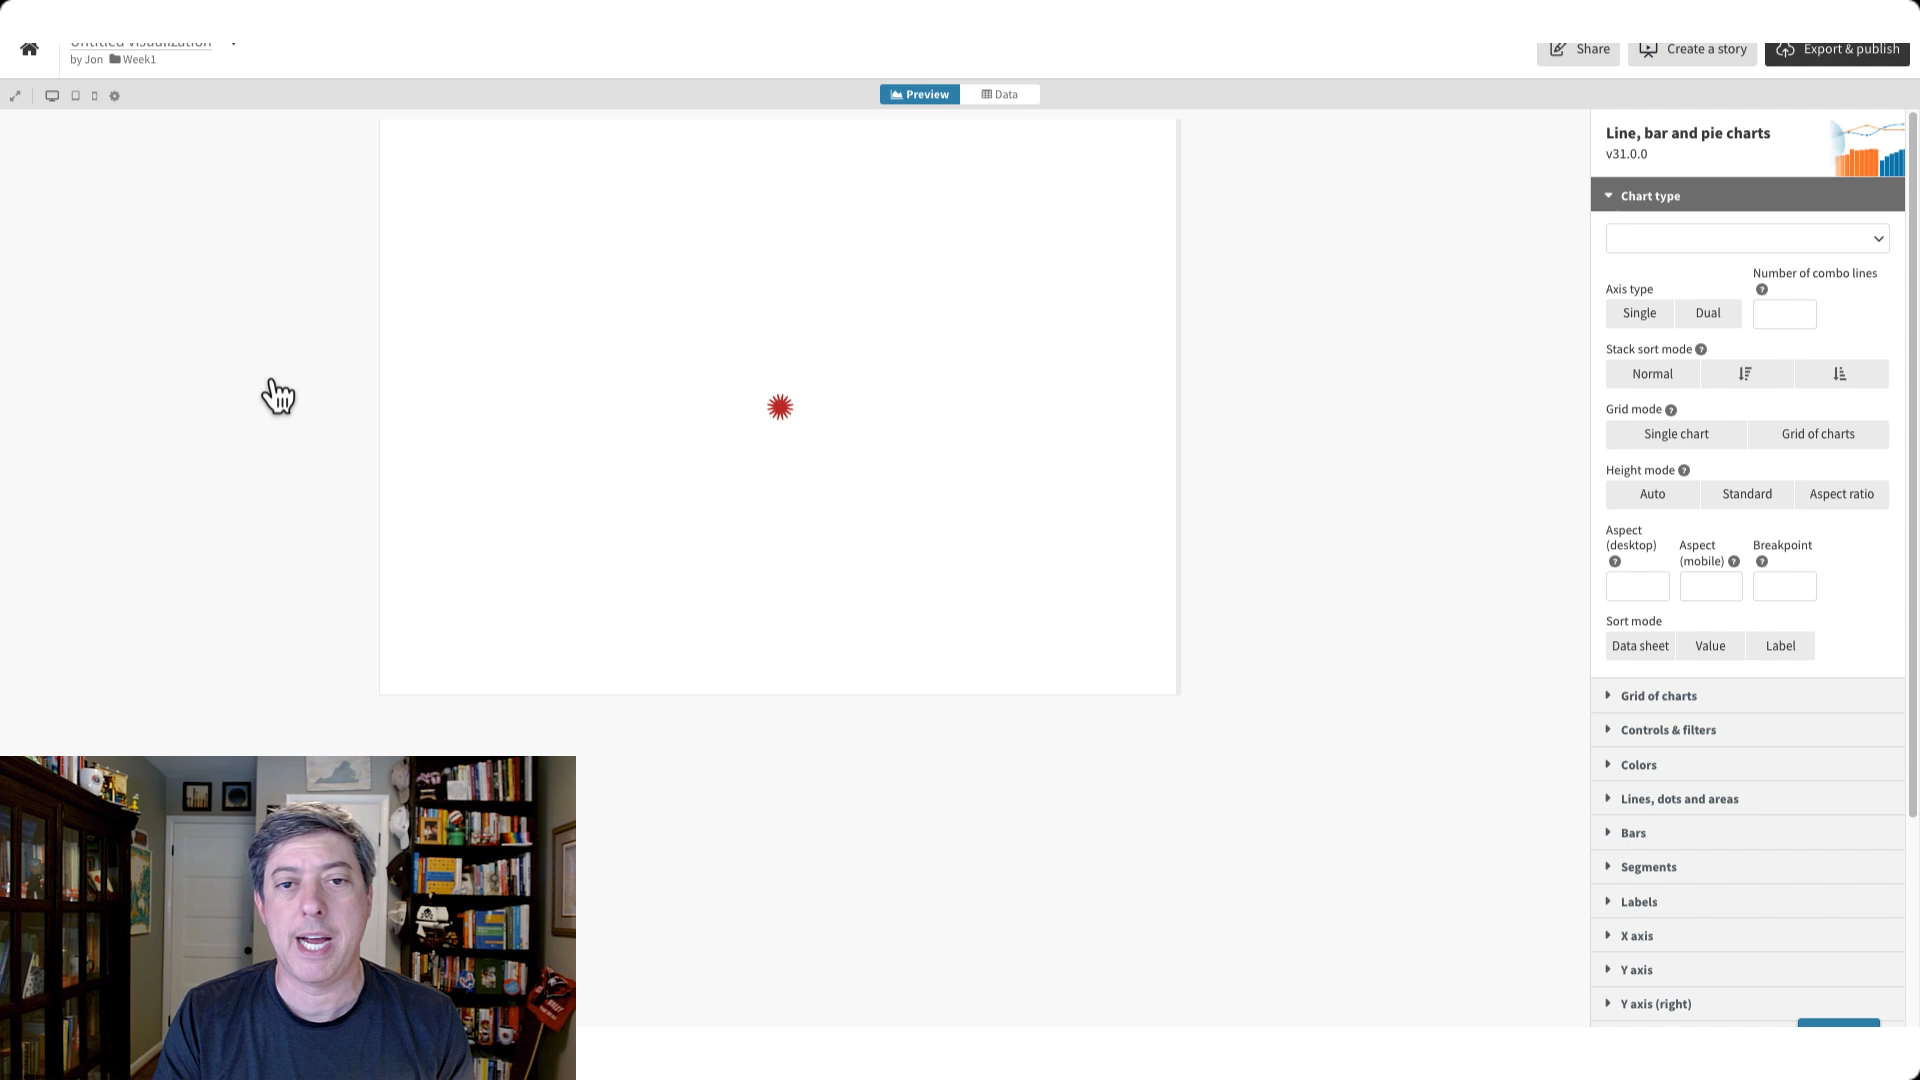 Untitled visualization
by Jon Week1
Share
Create a story
Export & publish
Preview
Data
Line, bar and pie charts
v31.0.0
Chart type
Number of combo lines
Axis type
Single
Dual
Stack sort mode
Normal
Grid mode
Single chart
Grid of charts
Height mode
Auto
Standard
Aspect ratio
Aspect
(desktop)
Aspect
(mobile)
Breakpoint
Sort mode
Data sheet
Value
Label
Grid of charts
Controls & filters
Colors
Lines, dots and areas
Bars
Segments
Labels
X axis
Y axis
Y axis (right)